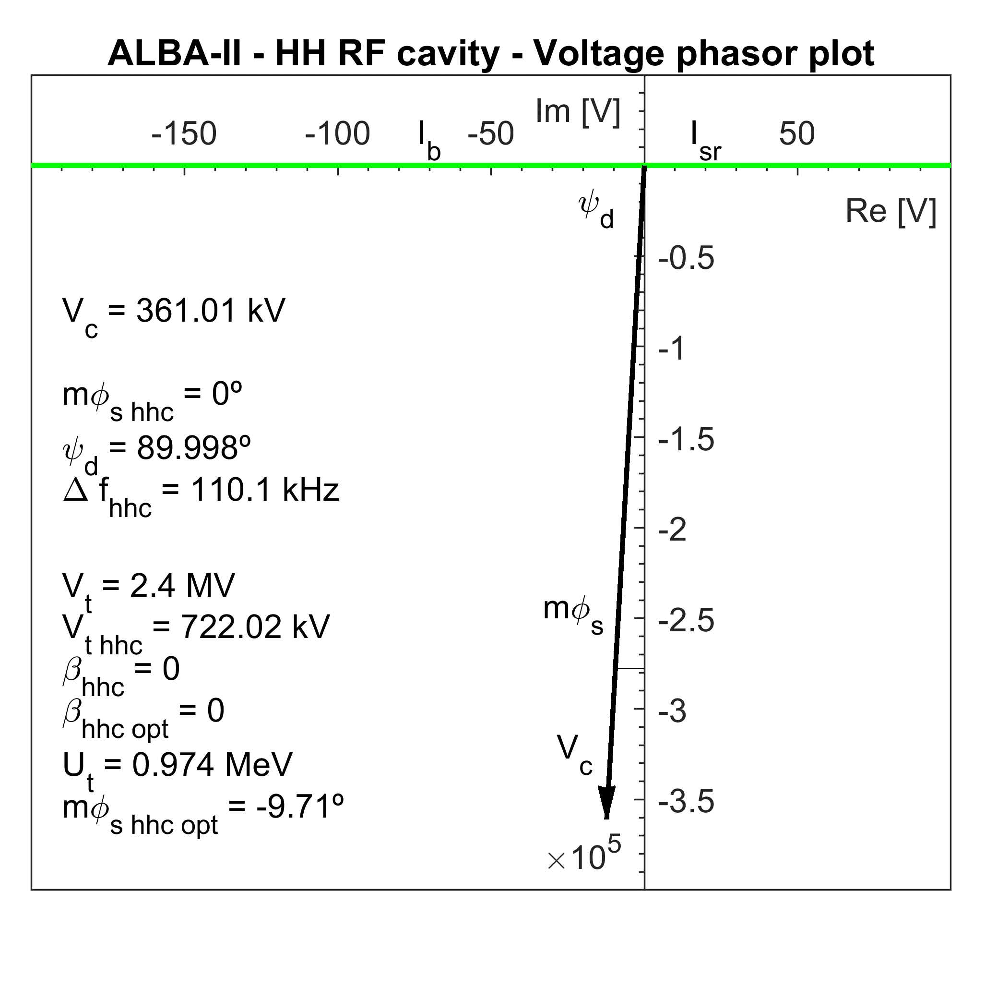 ALBA-II - HH RF cavity - Voltage phasor plot
Im [V]
-150 -100 I_b -50 I_sr 50
ψ_d
Re [V]
-0.5
V_c = 361.01 kV
-1
mϕ_s hhc = 0º
-1.5
ψ_d = 89.998º
Δ f_hhc = 110.1 kHz
-2
V_t = 2.4 MV
mϕ_s
-2.5
V_t hhc = 722.02 kV
β_hhc = 0
-3
β_hhc opt = 0
V_c
U_t = 0.974 MeV
-3.5
mϕ_s hhc opt = -9.71º
×10^5